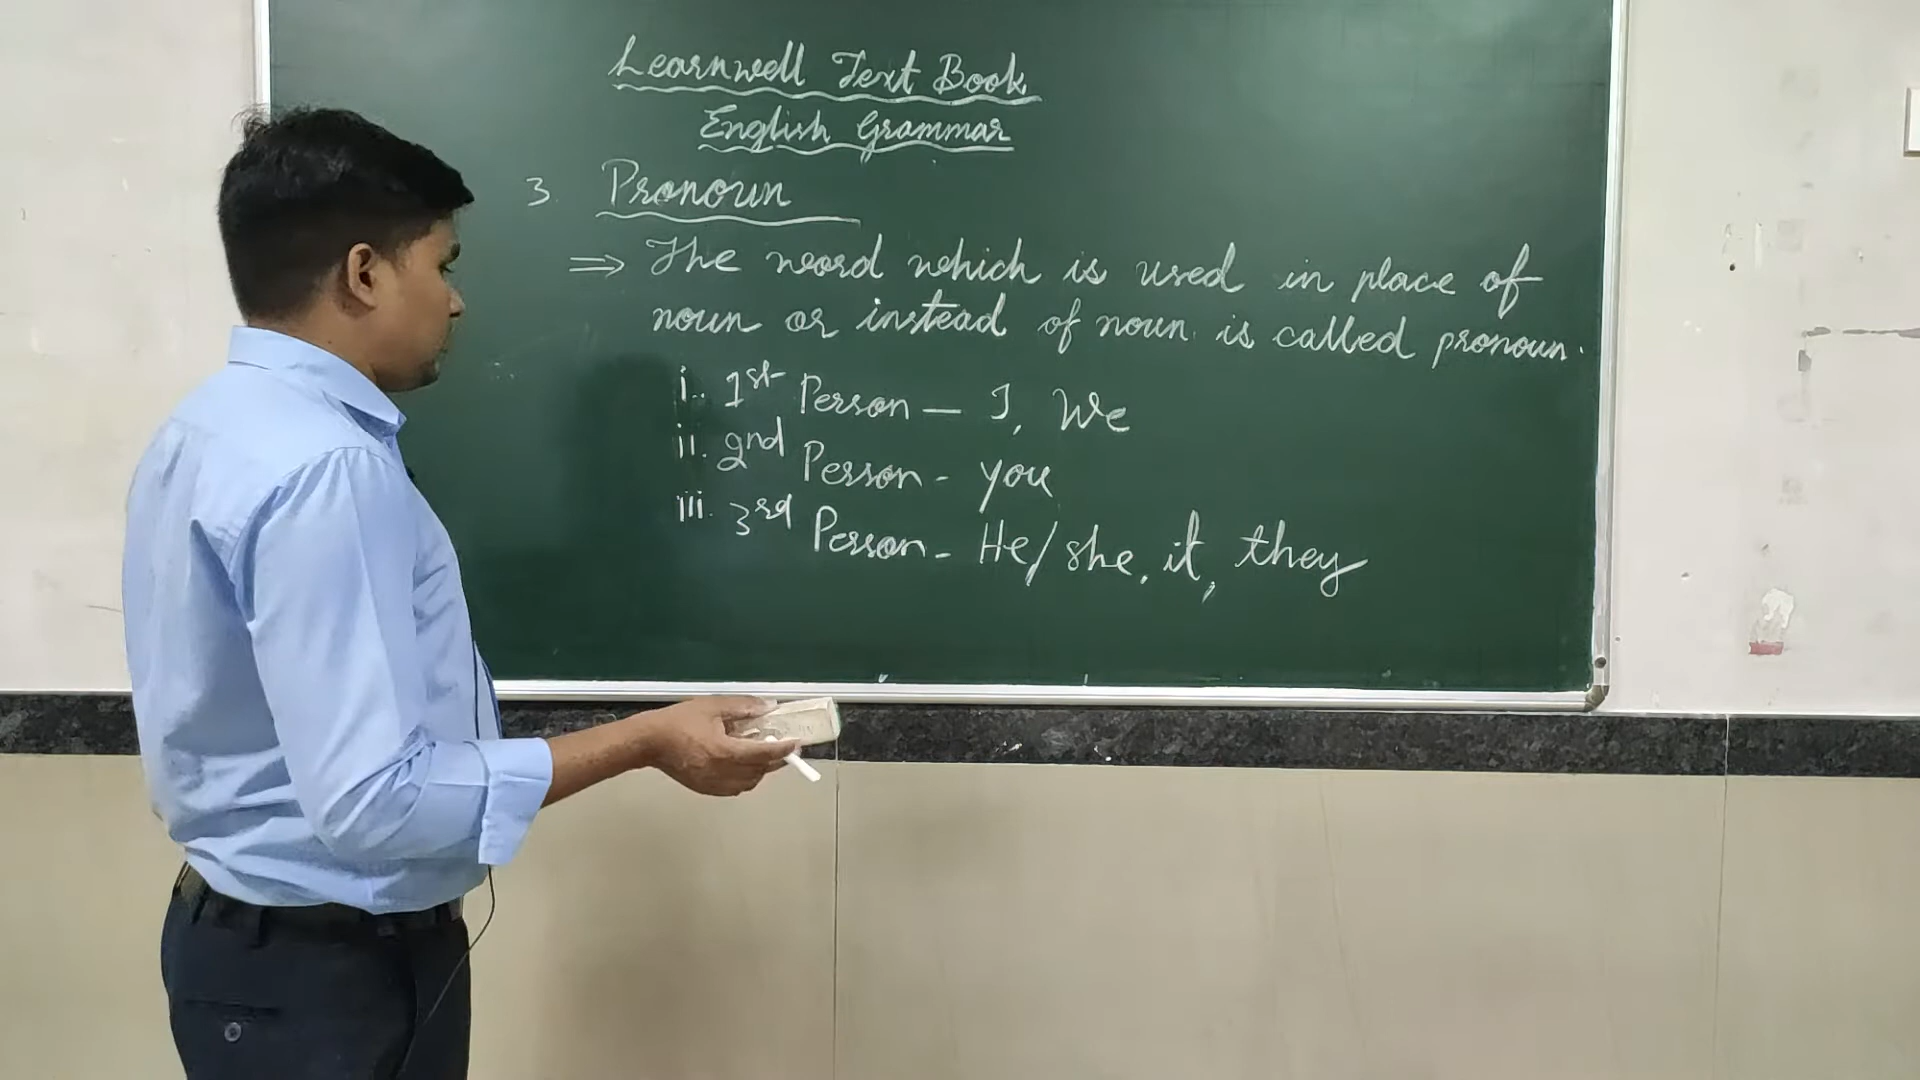 Learnwell Text Book
English Grammar
3. Pronoun
⇒ The word which is used in place of
noun or instead of noun is called pronoun.
i. 1st Person – I, We
ii. 2nd Person - you
iii. 3rd Person - He/she, it, they